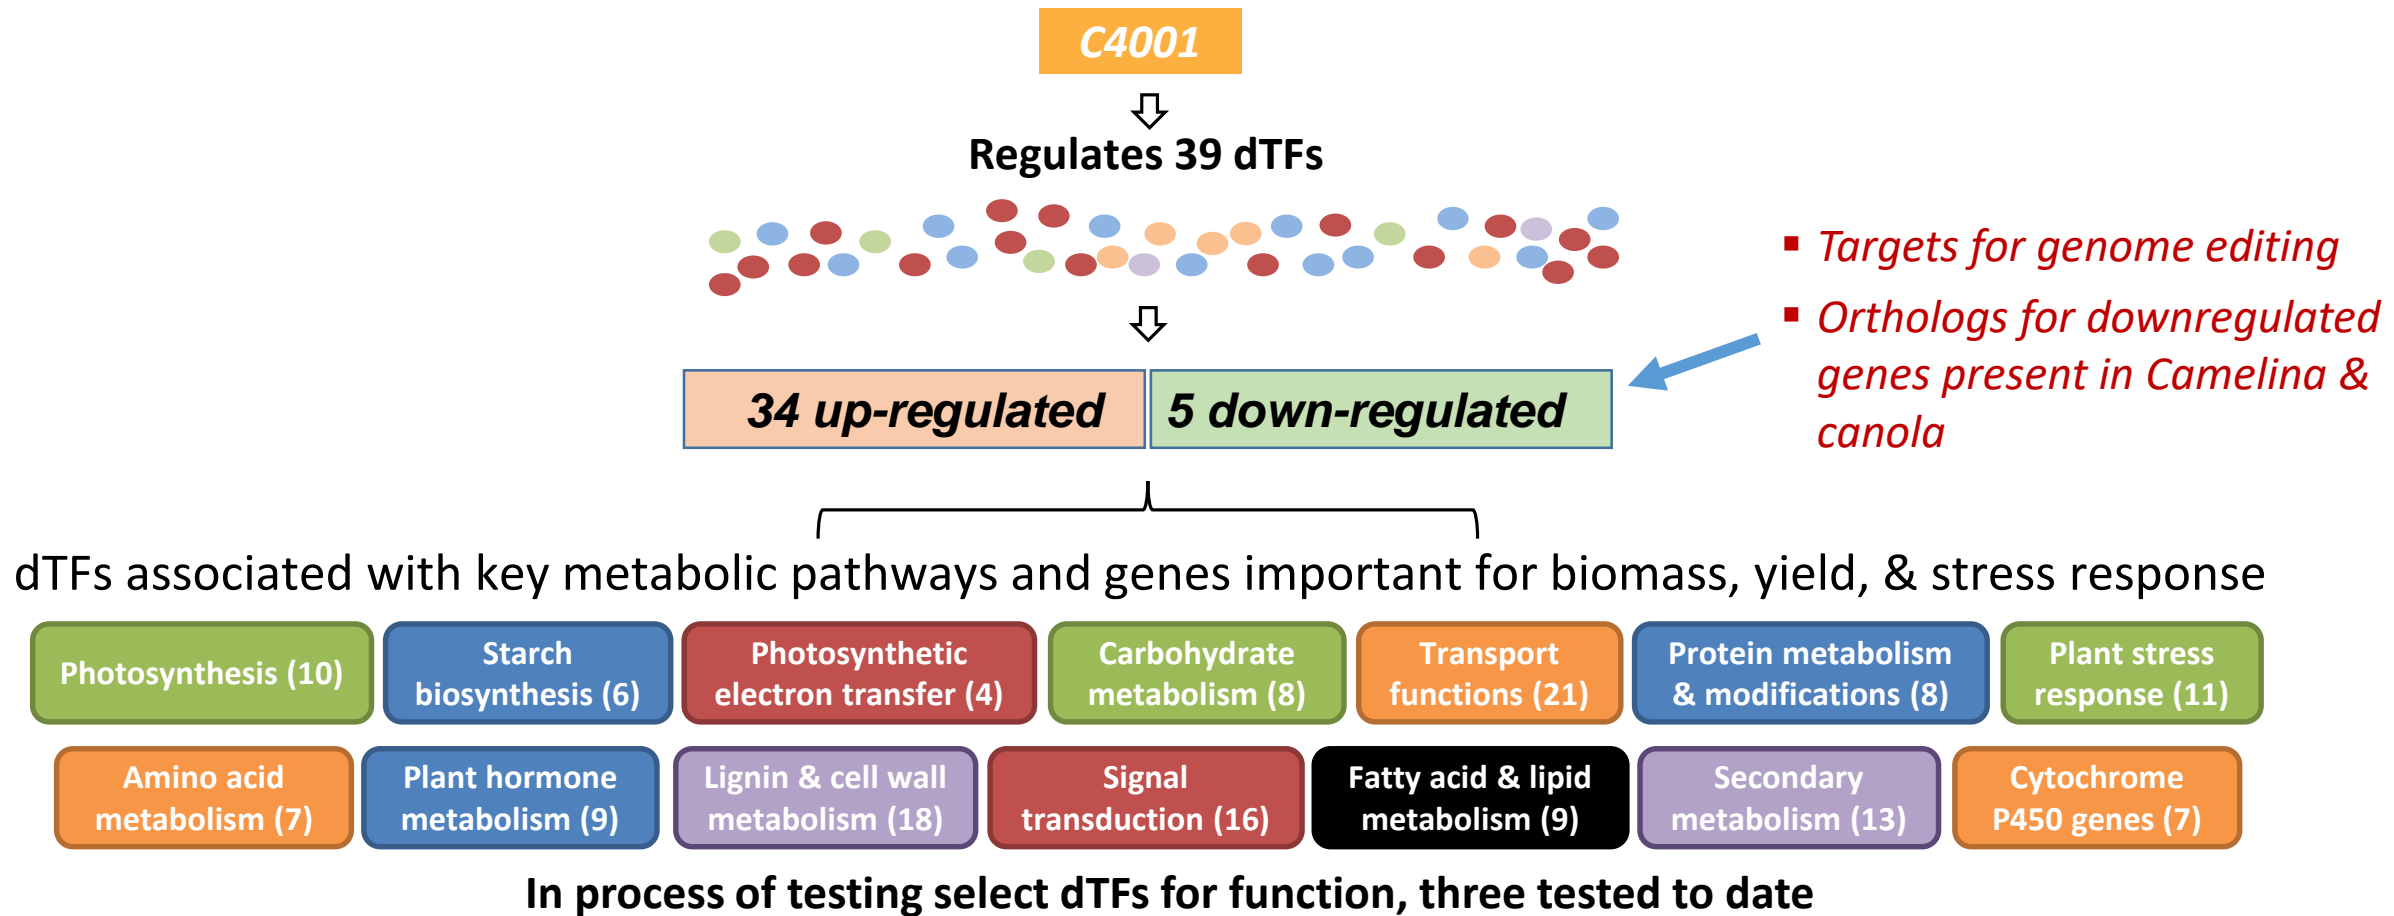 C4001
Regulates 39 dTFs
▪ Targets for genome editing
▪ Orthologs for downregulated
genes present in Camelina &
canola
34 up-regulated
5 down-regulated
dTFs associated with key metabolic pathways and genes important for biomass, yield, & stress response
Photosynthesis (10)
Starch
biosynthesis (6)
Photosynthetic
electron transfer (4)
Carbohydrate
metabolism (8)
Transport
functions (21)
Protein metabolism
& modifications (8)
Plant stress
response (11)
Amino acid
metabolism (7)
Plant hormone
metabolism (9)
Lignin & cell wall
metabolism (18)
Signal
transduction (16)
Fatty acid & lipid
metabolism (9)
Secondary
metabolism (13)
Cytochrome
P450 genes (7)
In process of testing select dTFs for function, three tested to date